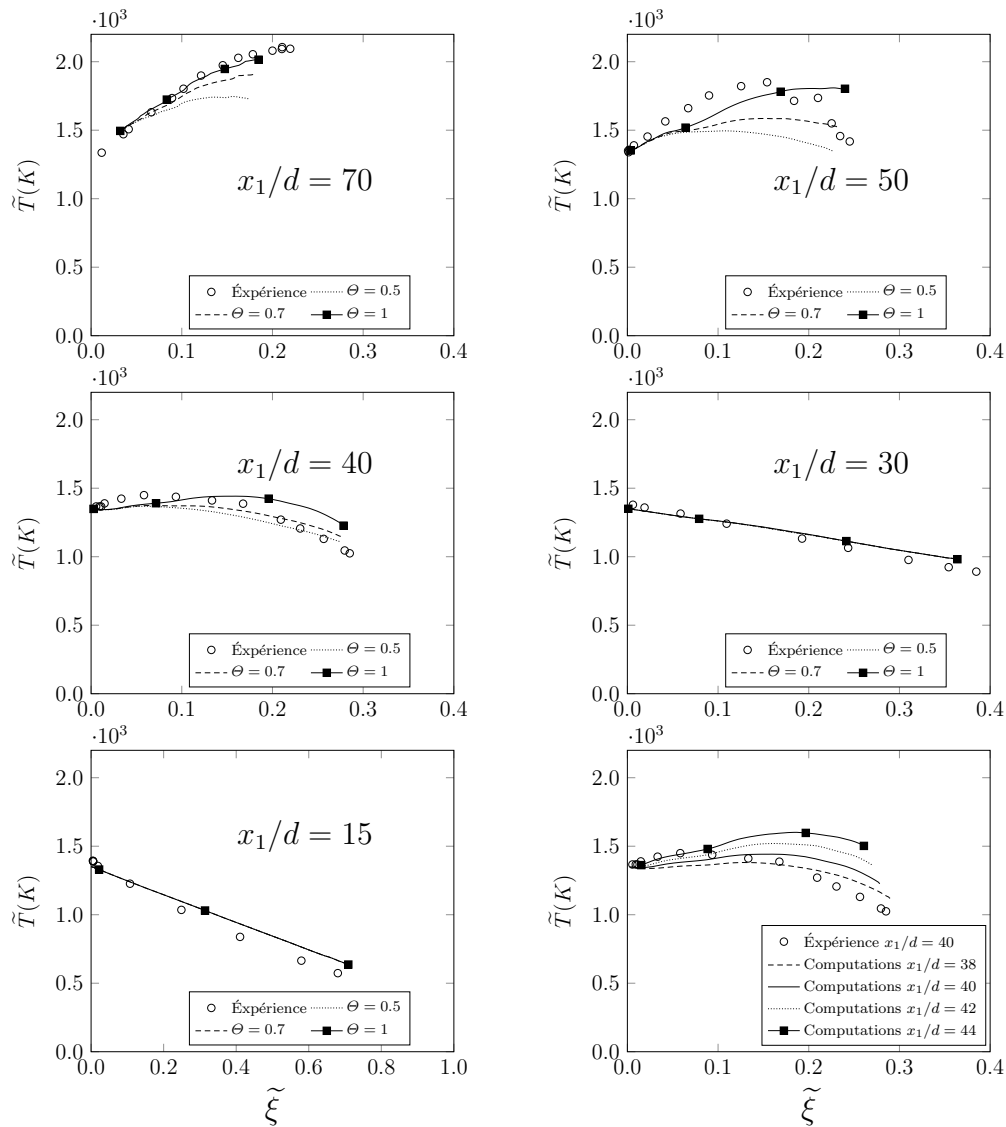 ·10³
·10³
2.0
1.5
1.0
0.5
0.0
T̃(K)
x₁/d = 70
Éxpérience
Θ = 0.5
Θ = 0.7
Θ = 1
0.0 0.1 0.2 0.3 0.4
2.0
1.5
1.0
0.5
0.0
T̃(K)
x₁/d = 50
Éxpérience
Θ = 0.5
Θ = 0.7
Θ = 1
0.0 0.1 0.2 0.3 0.4
·10³
·10³
2.0
1.5
1.0
0.5
0.0
T̃(K)
x₁/d = 40
Éxpérience
Θ = 0.5
Θ = 0.7
Θ = 1
0.0 0.1 0.2 0.3 0.4
2.0
1.5
1.0
0.5
0.0
T̃(K)
x₁/d = 30
Éxpérience
Θ = 0.5
Θ = 0.7
Θ = 1
0.0 0.1 0.2 0.3 0.4
·10³
·10³
2.0
1.5
1.0
0.5
0.0
T̃(K)
x₁/d = 15
Éxpérience
Θ = 0.5
Θ = 0.7
Θ = 1
0.0 0.2 0.4 0.6 0.8 1.0
ξ̃
2.0
1.5
1.0
0.5
0.0
T̃(K)
Éxpérience x₁/d = 40
Computations x₁/d = 38
Computations x₁/d = 40
Computations x₁/d = 42
Computations x₁/d = 44
0.0 0.1 0.2 0.3 0.4
ξ̃